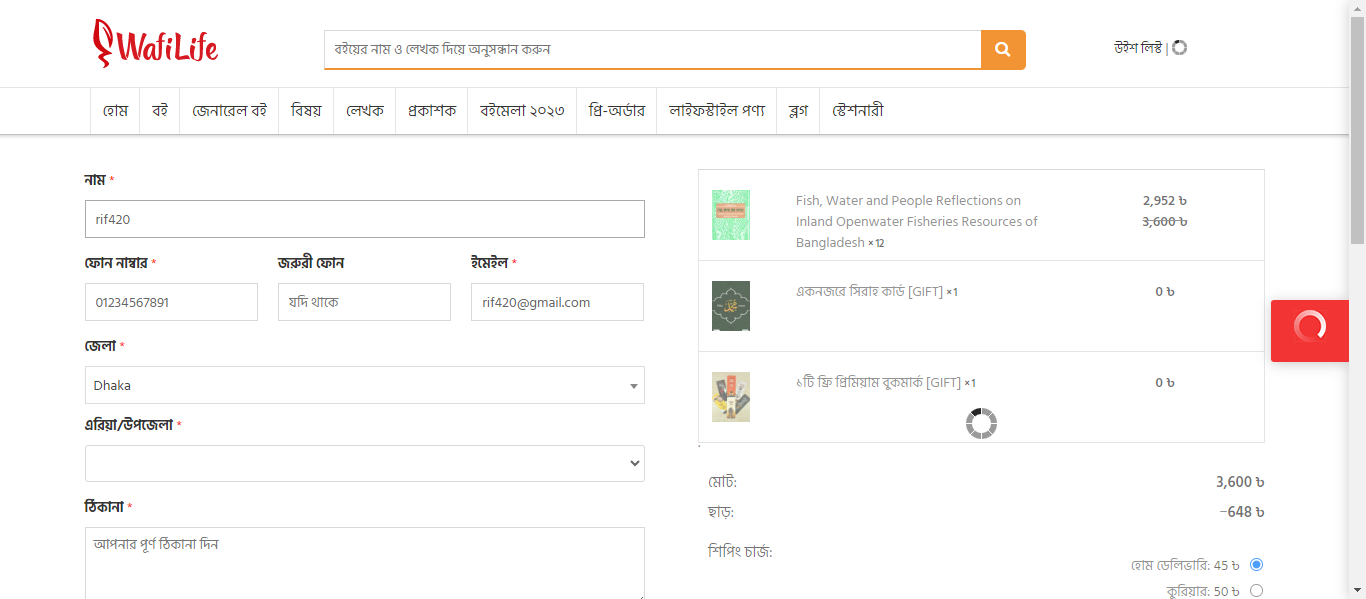 WafiLife
বইয়ের নাম ও লেখক দিয়ে অনুসন্ধান করুন
উইশ লিস্ট |
হোম বই জেনারেল বই বিষয় লেখক প্রকাশক বইমেলা ২০২৩ প্রি-অর্ডার লাইফস্টাইল পণ্য ব্লগ স্টেশনারী
নাম *
rif420
ফোন নাম্বার * জরুরী ফোন ইমেইল *
01234567891 যদি থাকে rif420@gmail.com
জেলা *
Dhaka
এরিয়া/উপজেলা *
ঠিকানা *
আপনার পূর্ণ ঠিকানা দিন
Fish, Water and People Reflections on 2,952 ৳
Inland Openwater Fisheries Resources of 3,600 ৳
Bangladesh × 12
একনজরে সিরাহ কার্ড [GIFT] × 1 0 ৳
১টি ফ্রি প্রিমিয়াম বুকমার্ক [GIFT] × 1 0 ৳
মোট: 3,600 ৳
ছাড়: -648 ৳
শিপিং চার্জ:
হোম ডেলিভারি: 45 ৳
কুরিয়ার: 50 ৳